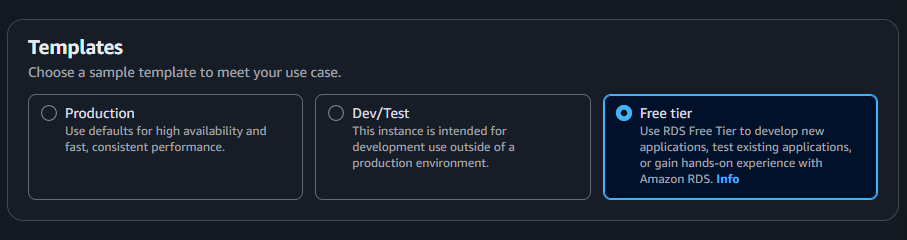 Templates
Choose a sample template to meet your use case.
Production
Use defaults for high availability and
fast, consistent performance.
Dev/Test
This instance is intended for
development use outside of a
production environment.
Free tier
Use RDS Free Tier to develop new
applications, test existing applications,
or gain hands-on experience with
Amazon RDS. Info